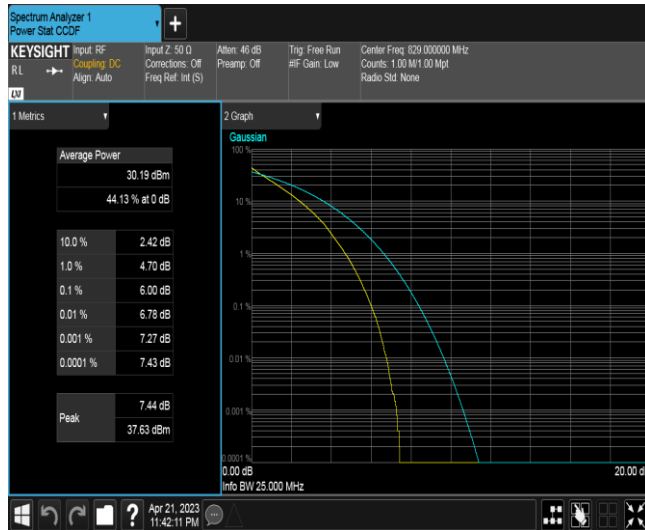 Spectrum Analyzer 1
Power Stat CCDF
+
KEYSIGHT
RL
LXI
Input: RF
Coupling: DC
Align: Auto
Input Z: 50 Ω
Corrections: Off
Freq Ref: Int (S)
Atten: 46 dB
Preamp: Off
Trig: Free Run
#IF Gain: Low
Center Freq: 829.000000 MHz
Counts: 1.00 M/1.00 Mpt
Radio Std: None
1 Metrics
Average Power
30.19 dBm
44.13 % at 0 dB
10.0 % 2.42 dB
1.0 % 4.70 dB
0.1 % 6.00 dB
0.01 % 6.78 dB
0.001 % 7.27 dB
0.0001 % 7.43 dB
Peak
7.44 dB
37.63 dBm
2 Graph
Gaussian
100 %
10 %
1 %
0.1 %
0.01 %
0.001 %
0.0001 %
0.00 dB
20.00 d
Info BW 25.000 MHz
?
Apr 21, 2023
11:42:11 PM